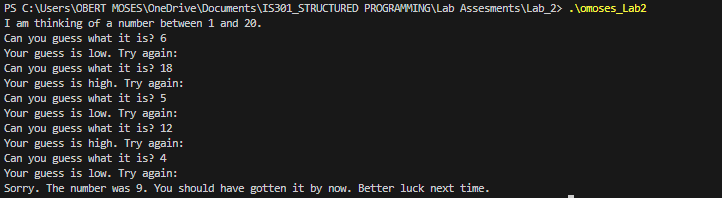 PS C:\Users\OBERT MOSES\OneDrive\Documents\IS301_STRUCTURED PROGRAMMING\Lab Assesments\Lab_2> .\omoses_Lab2
I am thinking of a number between 1 and 20.
Can you guess what it is? 6
Your guess is low. Try again:
Can you guess what it is? 18
Your guess is high. Try again:
Can you guess what it is? 5
Your guess is low. Try again:
Can you guess what it is? 12
Your guess is high. Try again:
Can you guess what it is? 4
Your guess is low. Try again:
Sorry. The number was 9. You should have gotten it by now. Better luck next time.